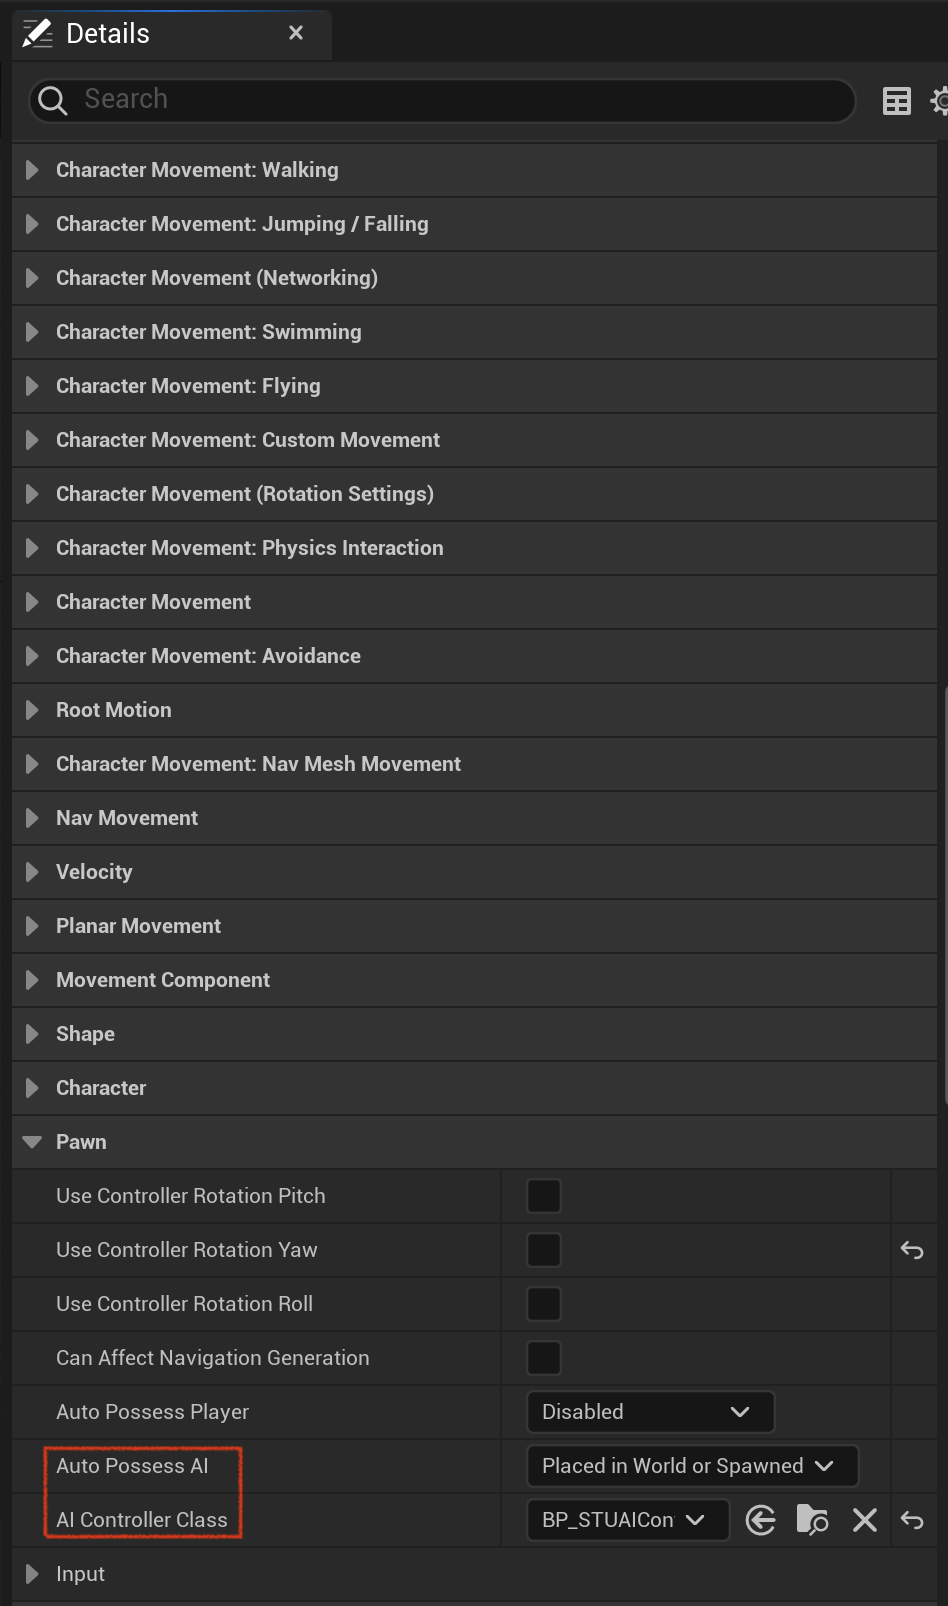 Details
Search
Character Movement: Walking
Character Movement: Jumping / Falling
Character Movement (Networking)
Character Movement: Swimming
Character Movement: Flying
Character Movement: Custom Movement
Character Movement (Rotation Settings)
Character Movement: Physics Interaction
Character Movement
Character Movement: Avoidance
Root Motion
Character Movement: Nav Mesh Movement
Nav Movement
Velocity
Planar Movement
Movement Component
Shape
Character
Pawn
Use Controller Rotation Pitch
Use Controller Rotation Yaw
Use Controller Rotation Roll
Can Affect Navigation Generation
Auto Possess Player Disabled
Auto Possess AI Placed in World or Spawned
AI Controller Class BP_STUAICon
Input